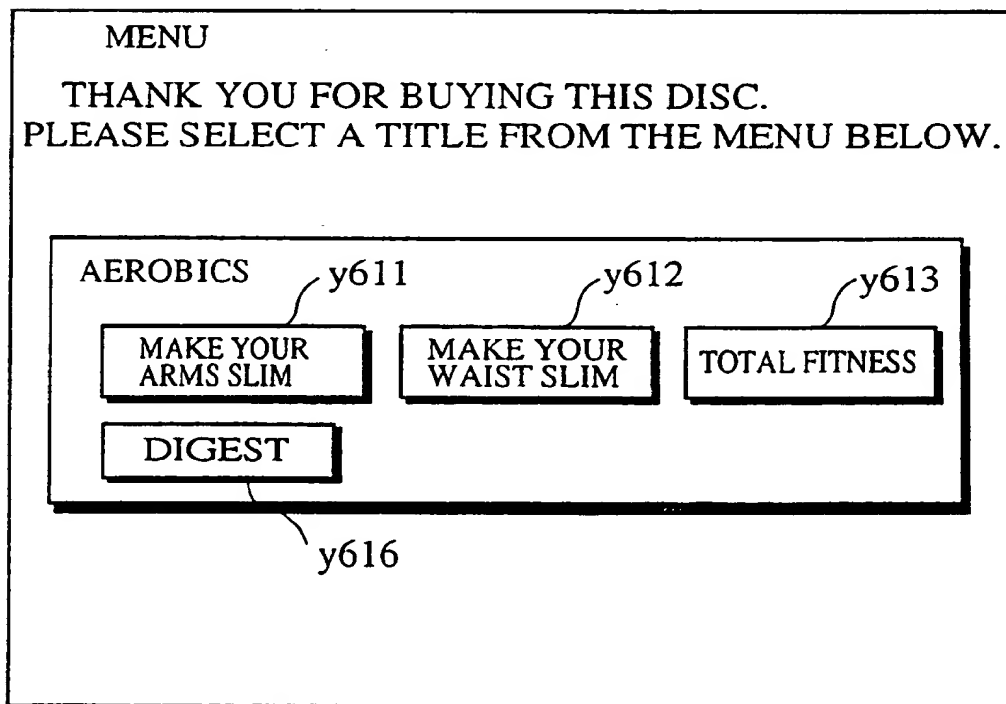 MENU
THANK YOU FOR BUYING THIS DISC.
PLEASE SELECT A TITLE FROM THE MENU BELOW.
AEROBICS
y611
y612
y613
MAKE YOUR
ARMS SLIM
MAKE YOUR
WAIST SLIM
TOTAL FITNESS
DIGEST
y616